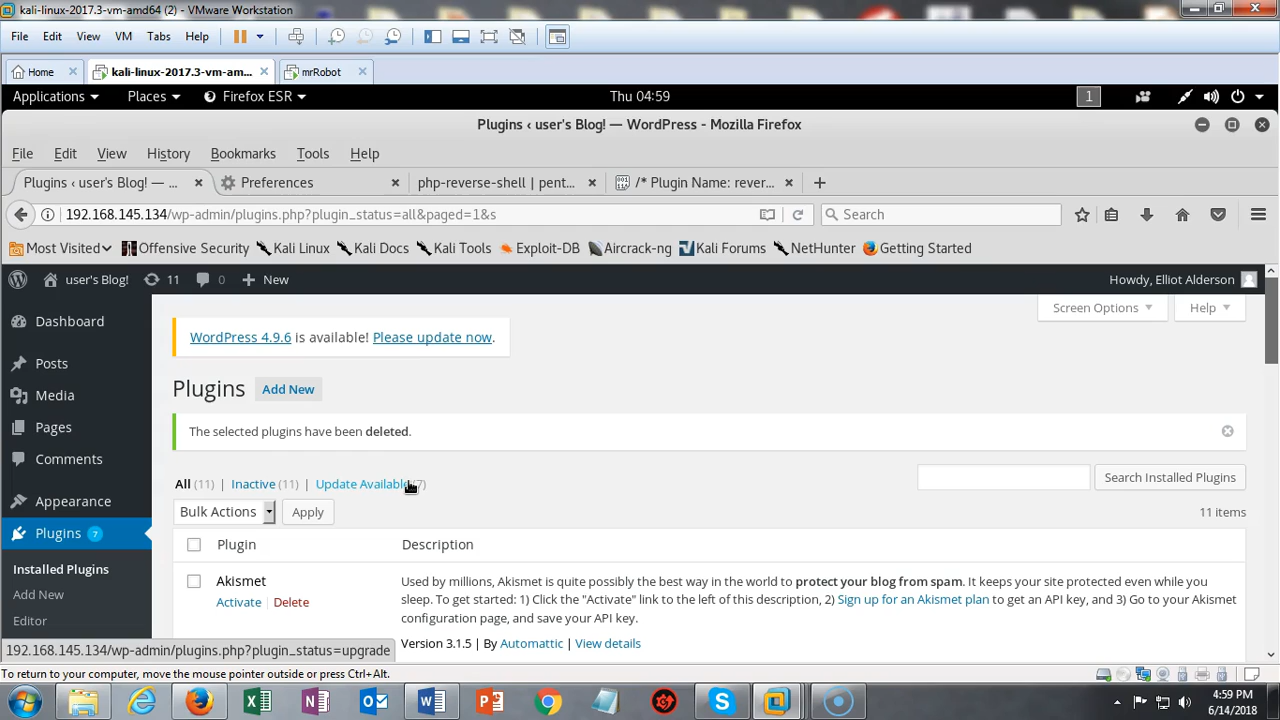 kali-linux-2017.3-vm-amd64 (2) - VMware Workstation
File Edit View VM Tabs Help
Home kali-linux-2017.3-vm-am... mrRobot
Applications Places Firefox ESR Thu 04:59 1
Plugins ‹ user's Blog! — WordPress - Mozilla Firefox
File Edit View History Bookmarks Tools Help
Plugins ‹ user's Blog! — ... Preferences php-reverse-shell | pent... /* Plugin Name: rever...
192.168.145.134/wp-admin/plugins.php?plugin_status=all&paged=1&s Search
Most Visited Offensive Security Kali Linux Kali Docs Kali Tools Exploit-DB Aircrack-ng Kali Forums NetHunter Getting Started
user's Blog! 11 0 New Howdy, Elliot Alderson
Dashboard Screen Options Help
WordPress 4.9.6 is available! Please update now.
Posts
Media
Pages
Comments
Appearance
Plugins 7
Installed Plugins
Add New
Editor
Plugins Add New
The selected plugins have been deleted.
All (11) | Inactive (11) | Update Available (7) Search Installed Plugins
Bulk Actions Apply 11 items
Plugin Description
Akismet Used by millions, Akismet is quite possibly the best way in the world to protect your blog from spam. It keeps your site protected even while you
Activate | Delete sleep. To get started: 1) Click the "Activate" link to the left of this description, 2) Sign up for an Akismet plan to get an API key, and 3) Go to your Akismet
configuration page, and save your API key.
Version 3.1.5 | By Automattic | View details
192.168.145.134/wp-admin/plugins.php?plugin_status=upgrade
To return to your computer, move the mouse pointer outside or press Ctrl+Alt.
4:59 PM
6/14/2018